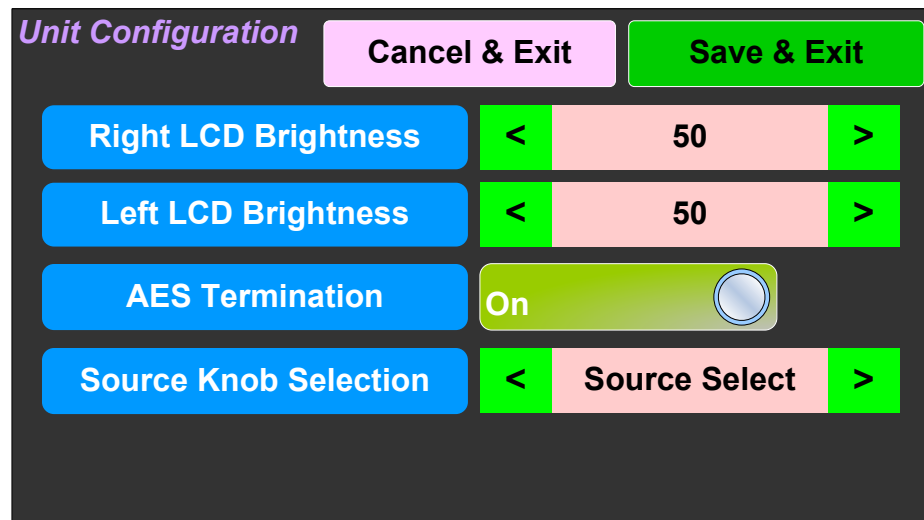 Unit Configuration
Cancel & Exit
Save & Exit
Right LCD Brightness
< 50 >
Left LCD Brightness
< 50 >
AES Termination
On
Source Knob Selection
< Source Select >